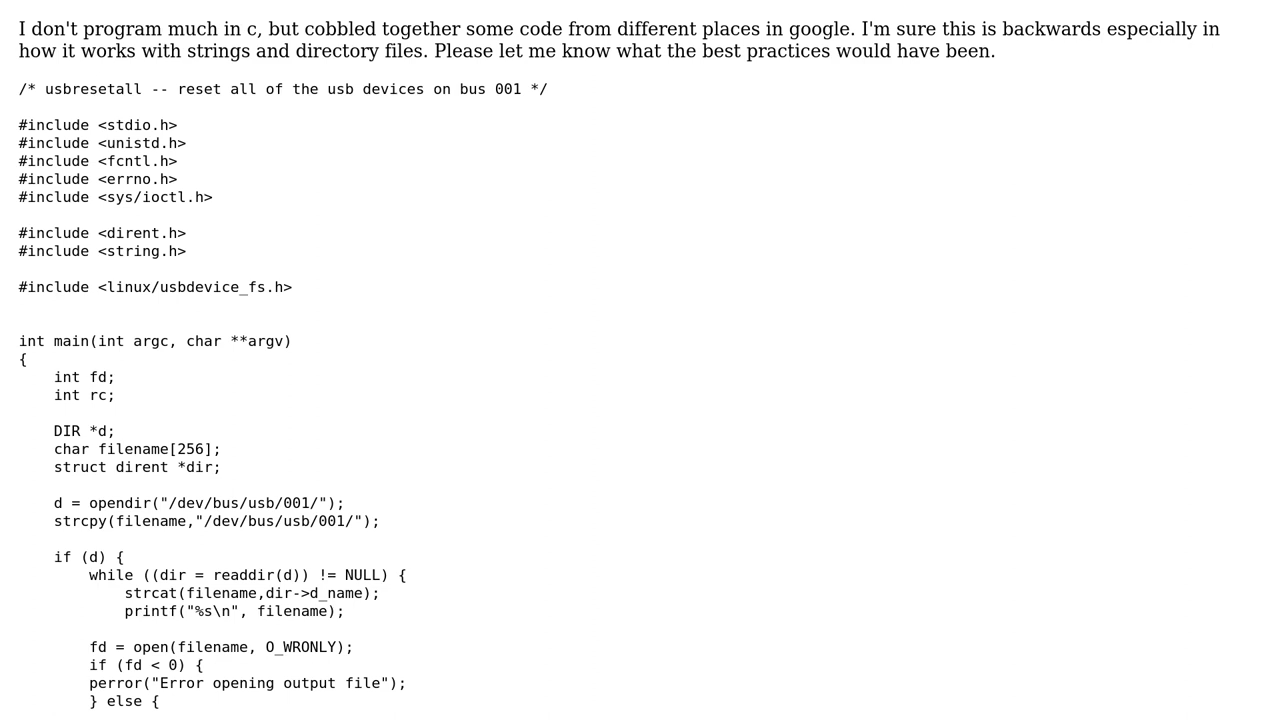 I don't program much in c, but cobbled together some code from different places in google. I'm sure this is backwards especially in
how it works with strings and directory files. Please let me know what the best practices would have been.
/* usbresetall -- reset all of the usb devices on bus 001 */
#include <stdio.h>
#include <unistd.h>
#include <fcntl.h>
#include <errno.h>
#include <sys/ioctl.h>
#include <dirent.h>
#include <string.h>
#include <linux/usbdevice_fs.h>
int main(int argc, char **argv)
{
    int fd;
    int rc;
    DIR *d;
    char filename[256];
    struct dirent *dir;
    d = opendir("/dev/bus/usb/001/");
    strcpy(filename,"/dev/bus/usb/001/");
    if (d) {
        while ((dir = readdir(d)) != NULL) {
            strcat(filename,dir->d_name);
            printf("%s\n", filename);
        fd = open(filename, O_WRONLY);
        if (fd < 0) {
        perror("Error opening output file");
        } else {